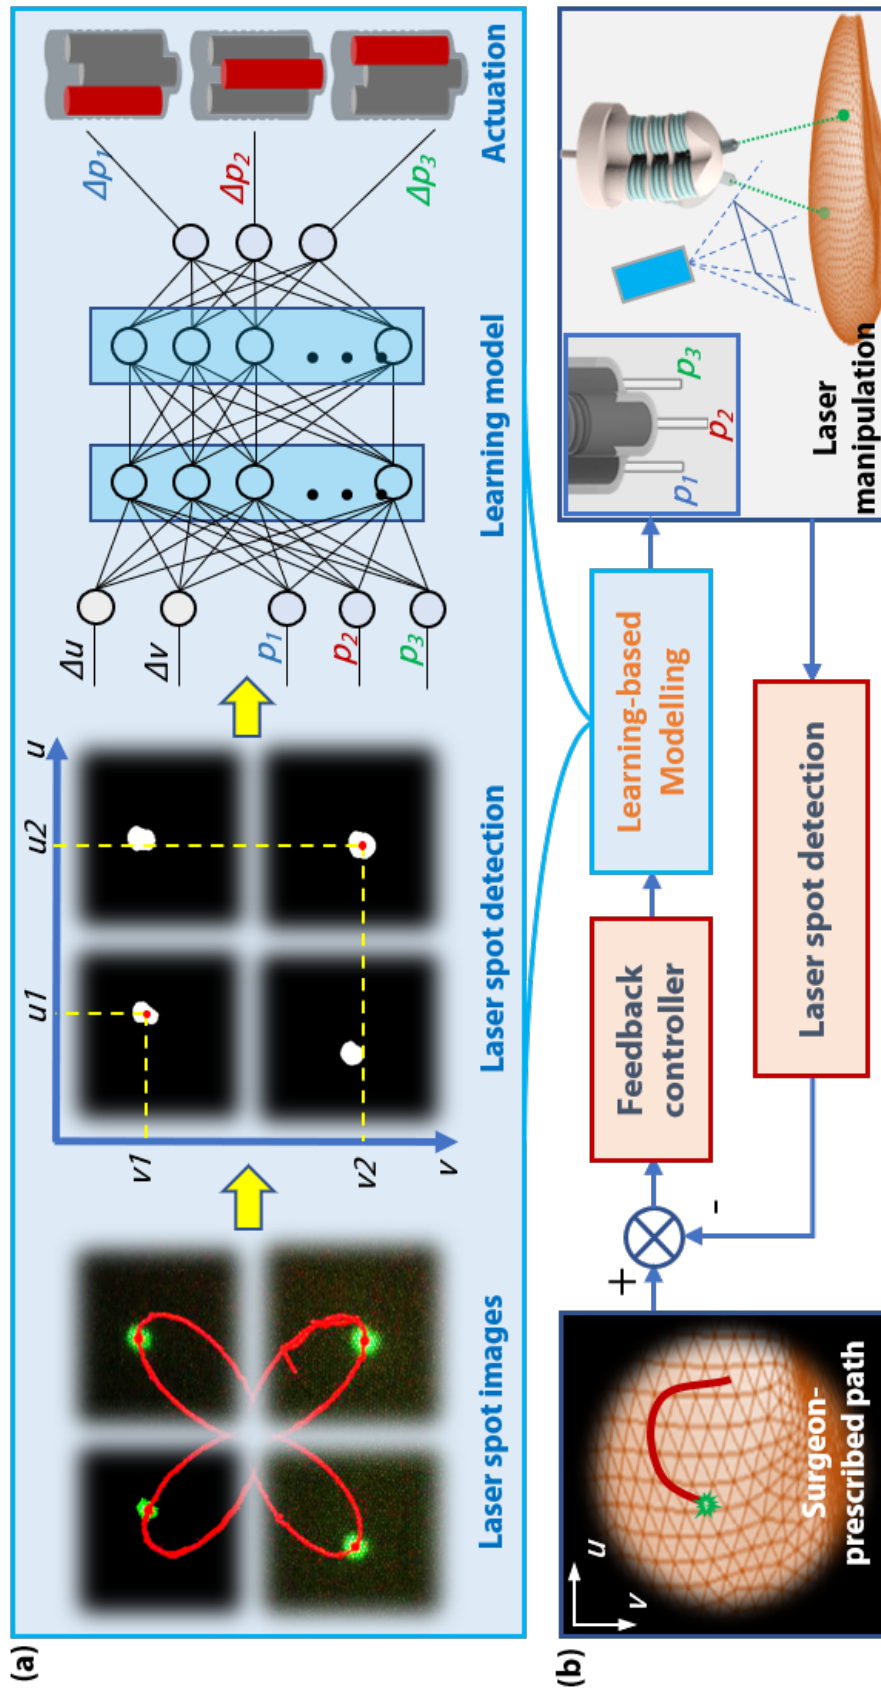 (a)
Laser spot images
u1
u2
u
v1
v2
v
Laser spot detection
Δu
Δv
p1
p2
p3
Learning model
Δp1
Δp2
Δp3
Actuation
(b)
u
v
Surgeon-
prescribed path
+
-
Feedback
controller
Learning-based
Modelling
Laser spot detection
p1
p2
p3
Laser
manipulation